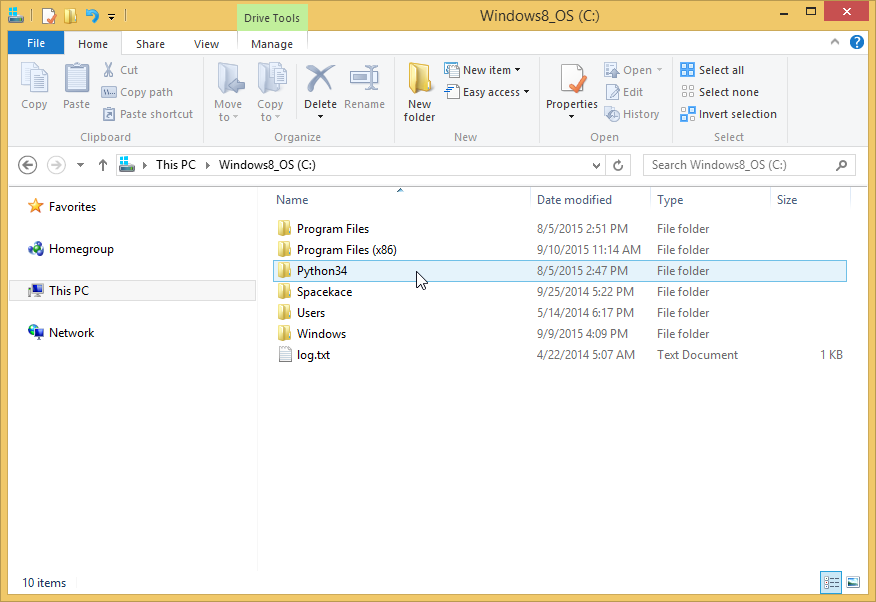 Drive Tools
Windows8_OS (C:)
File
Home
Share
View
Manage
Copy
Paste
Cut
Copy path
Paste shortcut
Clipboard
Move to
Copy to
Delete
Rename
Organize
New folder
New item
Easy access
New
Properties
Open
Edit
History
Open
Select all
Select none
Invert selection
Select
This PC
Windows8_OS (C:)
Search Windows8_OS (C:)
Favorites
Homegroup
This PC
Network
Name Date modified Type Size
Program Files 8/5/2015 2:51 PM File folder
Program Files (x86) 9/10/2015 11:14 AM File folder
Python34 8/5/2015 2:47 PM File folder
Spacekace 9/25/2014 5:22 PM File folder
Users 5/14/2014 6:17 PM File folder
Windows 9/9/2015 4:09 PM File folder
log.txt 4/22/2014 5:07 AM Text Document 1 KB
10 items